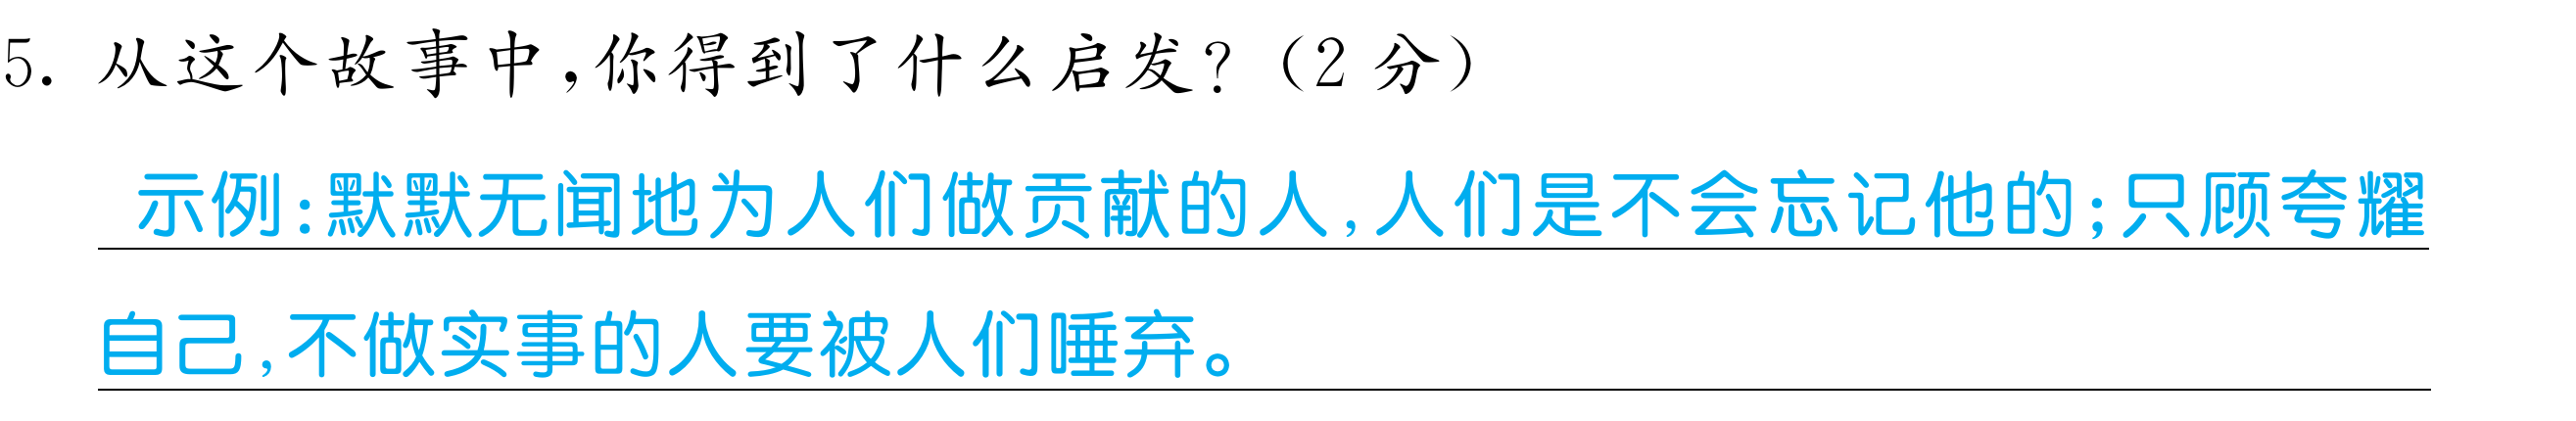 5. 从这个故事中,你得到了什么启发?(2 分)
示例:默默无闻地为人们做贡献的人,人们是不会忘记他的;只顾夸耀
自己,不做实事的人要被人们唾弃。